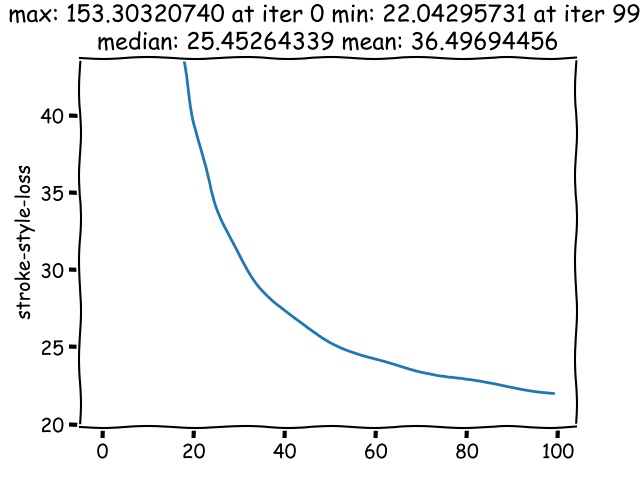 max: 153.30320740 at iter 0 min: 22.04295731 at iter 99
median: 25.45264339 mean: 36.49694456
stroke-style-loss
40
35
30
25
20
0 20 40 60 80 100